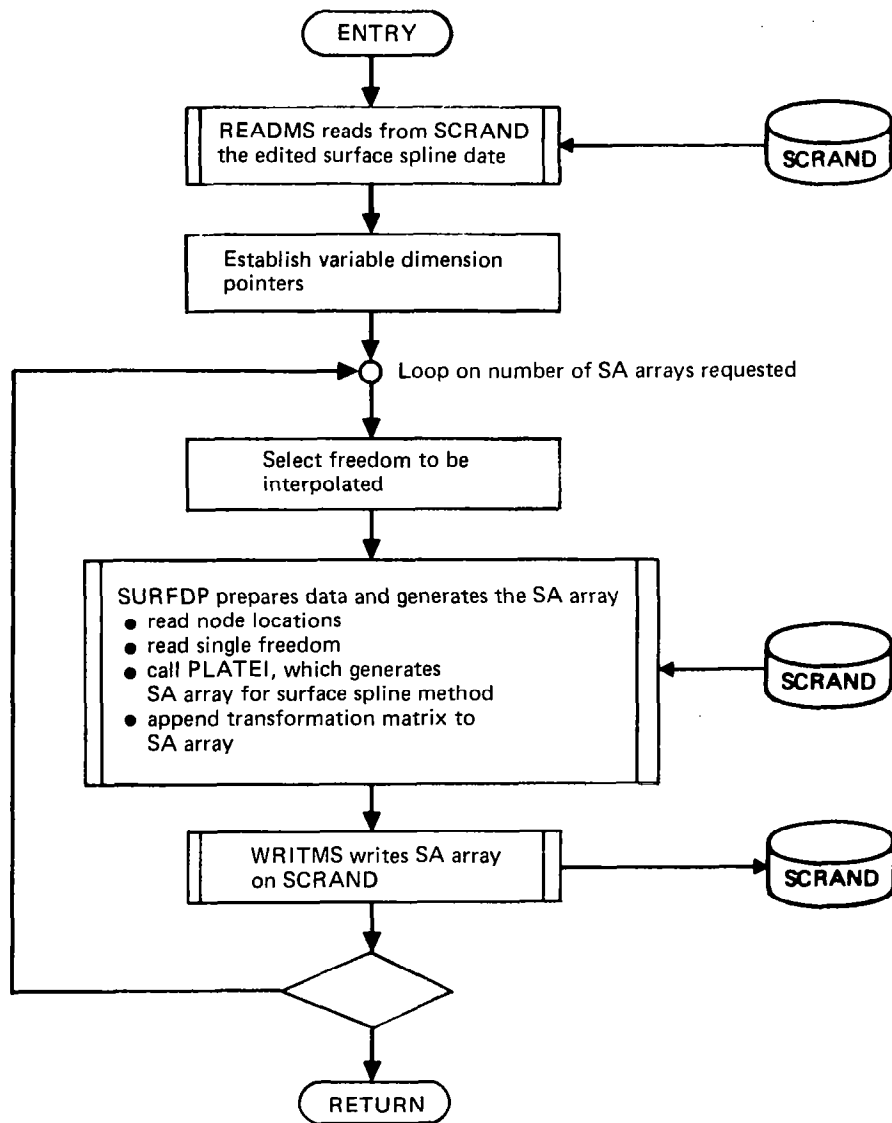 ENTRY
READMS reads from SCRAND
the edited surface spline date
SCRAND
Establish variable dimension
pointers
Loop on number of SA arrays requested
Select freedom to be
interpolated
SURFDP prepares data and generates the SA array
• read node locations
• read single freedom
• call PLATEI, which generates
SA array for surface spline method
• append transformation matrix to
SA array
SCRAND
WRITMS writes SA array
on SCRAND
SCRAND
RETURN